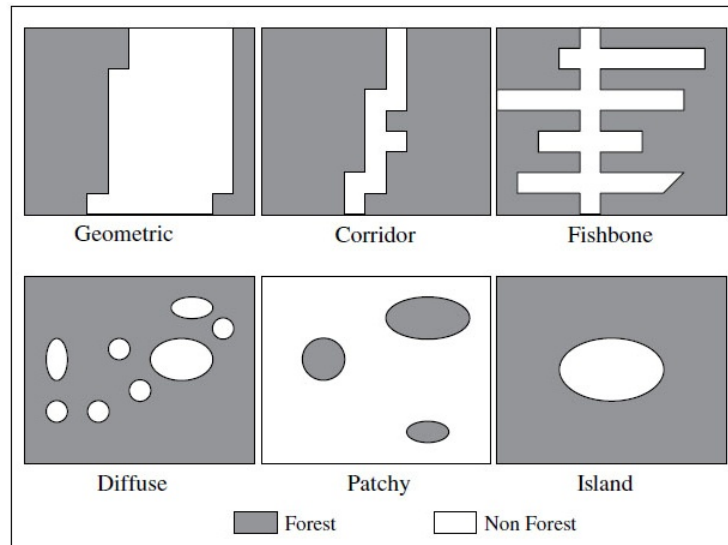 Geometric
Corridor
Fishbone
Diffuse
Patchy
Island
Forest
Non Forest